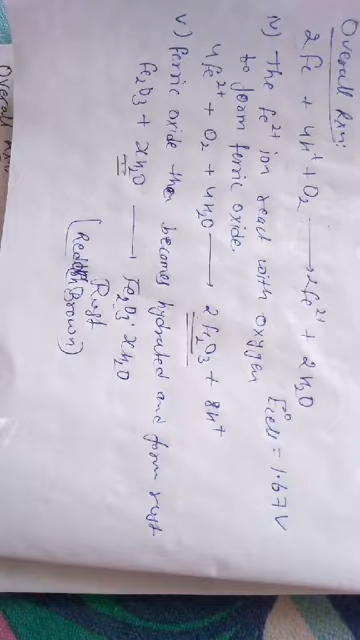 Overall Rxn:
2Fe + 4H⁺ + O₂ ⟶ 2Fe²⁺ + 2H₂O
E°cell = 1.67V
iv) the Fe²⁺ ion react with oxygen
to form ferric oxide.
4Fe²⁺ + O₂ + 4H₂O ⟶ 2Fe₂O₃ + 8H⁺
v) ferric oxide then becomes hydrated and form rust
Fe₂O₃ + xH₂O ⟶ Fe₂O₃·xH₂O
Rust
(Reddish Brown)
Overall